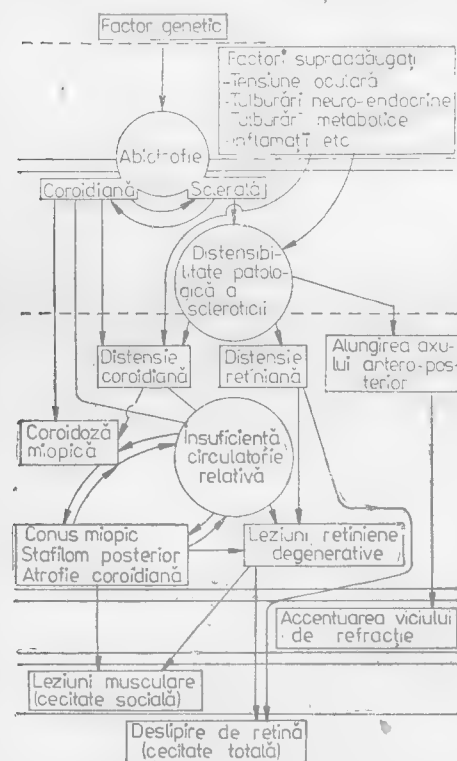 Factor genetic
Factori supraadăugați
-Tensiune oculară
-Tulburări neuro-endocrine
-Tulburări metabolice
-Inflamații etc
Abiotrofie
Coroidiană
Sclerală
Distensibi-
litate patolo-
gică a
scleroticii
Distensie
coroidiană
Distensie
retiniană
Alungirea axu-
lui antero-pos-
terior
Coroidoză
miopică
Insuficiență
circulatorie
relativă
Conus miopic
Stafilom posterior
Atrofie coroidiană
Leziuni retiniene
degenerative
Accentuarea viciului
de refracție
Leziuni musculare
(cecitate socială)
Deslipire de retină
(cecitate totală)